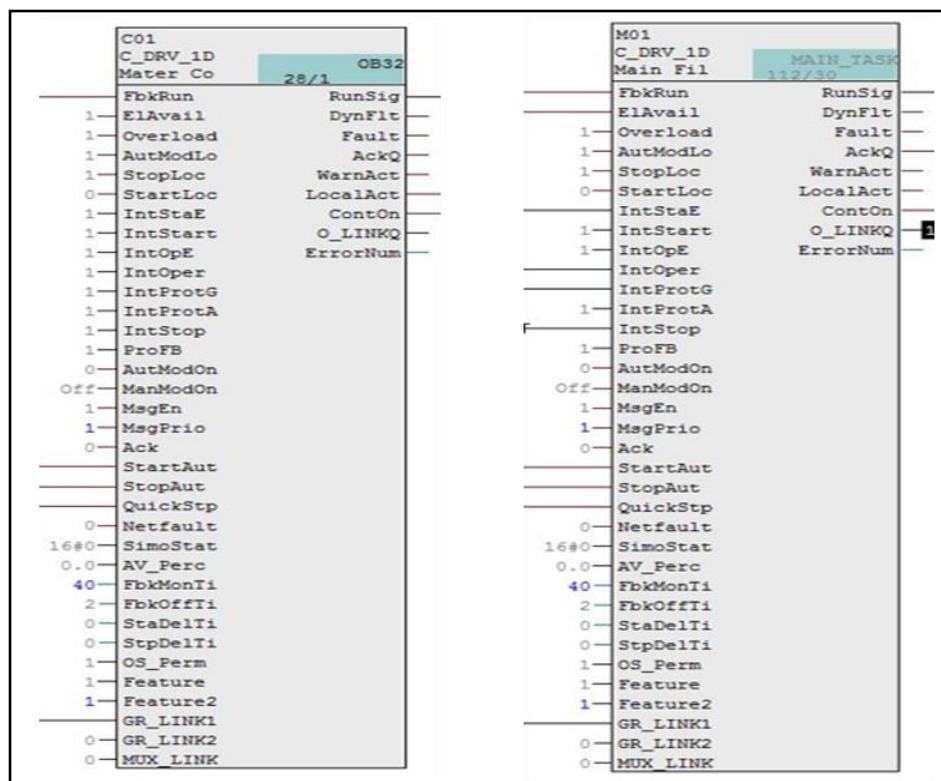 C01
C_DRV_1D
Mater Co
OB32
28/1
FbkRun RunSig
1 ElAvail DynFlt
1 Overload Fault
1 AutModLo AckQ
1 StopLoc WarnAct
0 StartLoc LocalAct
1 IntStaE ContOn
1 IntStart O_LINKQ
1 IntOpE ErrorNum
1 IntOper
1 IntProtG
1 IntProtA
1 IntStop
1 ProFB
0 AutModOn
Off ManModOn
1 MsgEn
1 MsgPrio
0 Ack
StartAut
StopAut
QuickStp
0 Netfault
16#0 SimoStat
0.0 AV_Perc
40 FbkMonTi
2 FbkOffTi
0 StaDelTi
0 StpDelTi
1 OS_Perm
1 Feature
1 Feature2
GR_LINK1
0 GR_LINK2
0 MUX_LINK
M01
C_DRV_1D
Main Fil
MAIN_TASK
112/30
FbkRun RunSig
ElAvail DynFlt
1 Overload Fault
1 AutModLo AckQ
1 StopLoc WarnAct
0 StartLoc LocalAct
IntStaE ContOn
1 IntStart O_LINKQ 1
1 IntOpE ErrorNum
IntOper
IntProtG
1 IntProtA
IntStop
1 ProFB
0 AutModOn
Off ManModOn
1 MsgEn
1 MsgPrio
0 Ack
StartAut
StopAut
QuickStp
0 Netfault
16#0 SimoStat
0.0 AV_Perc
40 FbkMonTi
2 FbkOffTi
0 StaDelTi
0 StpDelTi
1 OS_Perm
1 Feature
1 Feature2
GR_LINK1
0 GR_LINK2
0 MUX_LINK